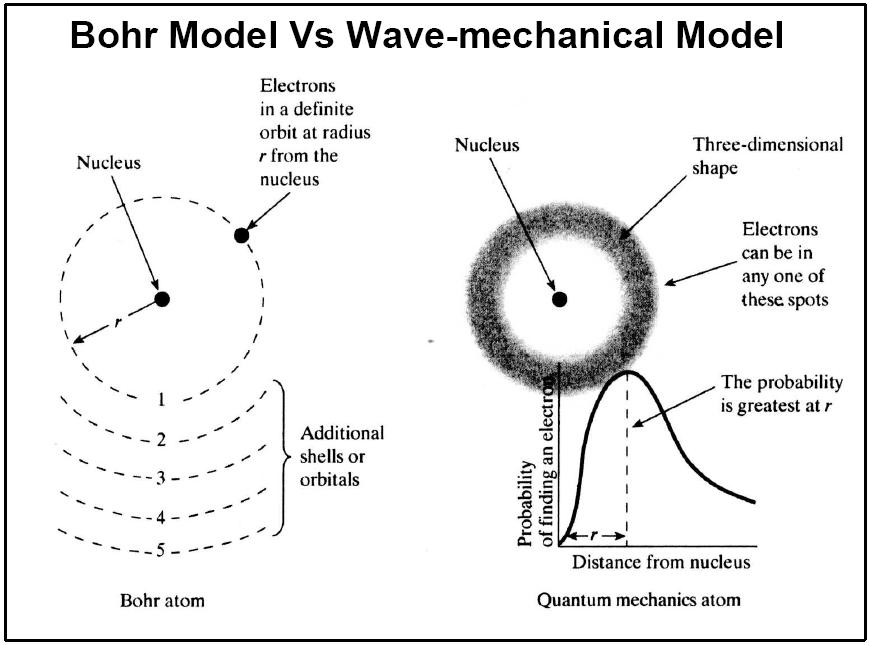 Bohr Model Vs Wave-mechanical Model
Electrons
in a definite
orbit at radius
r from the
nucleus
Nucleus
r
1
2
3
4
5
Additional
shells or
orbitals
Bohr atom
Nucleus
Three-dimensional
shape
Electrons
can be in
any one of
these spots
The probability
is greatest at r
Probability
of finding an electron
r
Distance from nucleus
Quantum mechanics atom